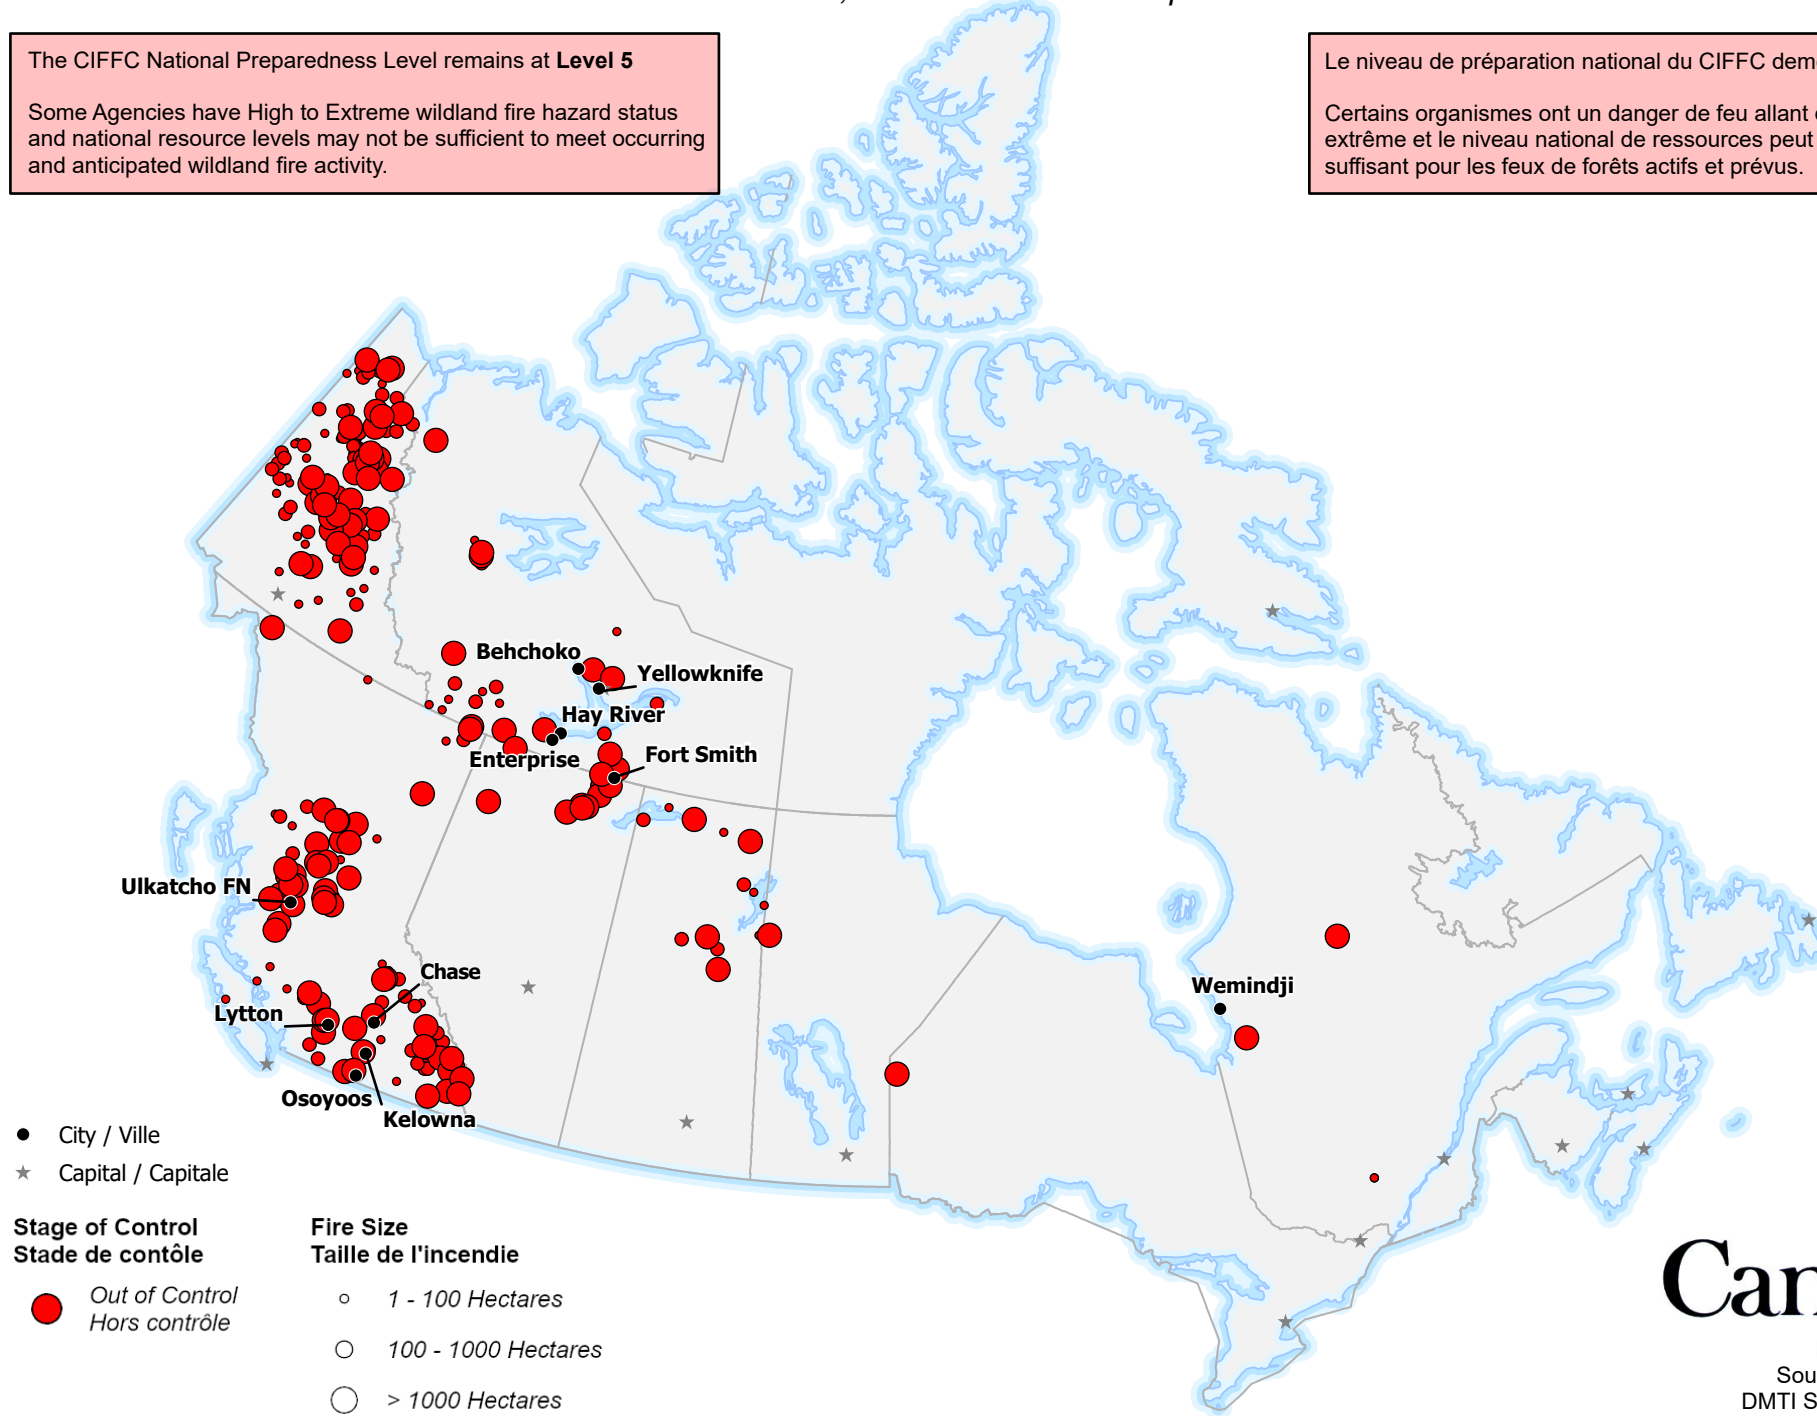 The CIFFC National Preparedness Level remains at Level 5
Some Agencies have High to Extreme wildland fire hazard status
and national resource levels may not be sufficient to meet occurring
and anticipated wildland fire activity.
Le niveau de préparation national du CIFFC dem
Certains organismes ont un danger de feu allant
extrême et le niveau national de ressources peut
suffisant pour les feux de forêts actifs et prévus.
Behchoko
Yellowknife
Hay River
Enterprise
Fort Smith
Ulkatcho FN
Chase
Lytton
Osoyoos
Kelowna
Wemindji
City / Ville
Capital / Capitale
Stage of Control
Stade de contôle
Out of Control
Hors contrôle
Fire Size
Taille de l'incendie
1 - 100 Hectares
100 - 1000 Hectares
> 1000 Hectares
Can
Sou
DMTI S